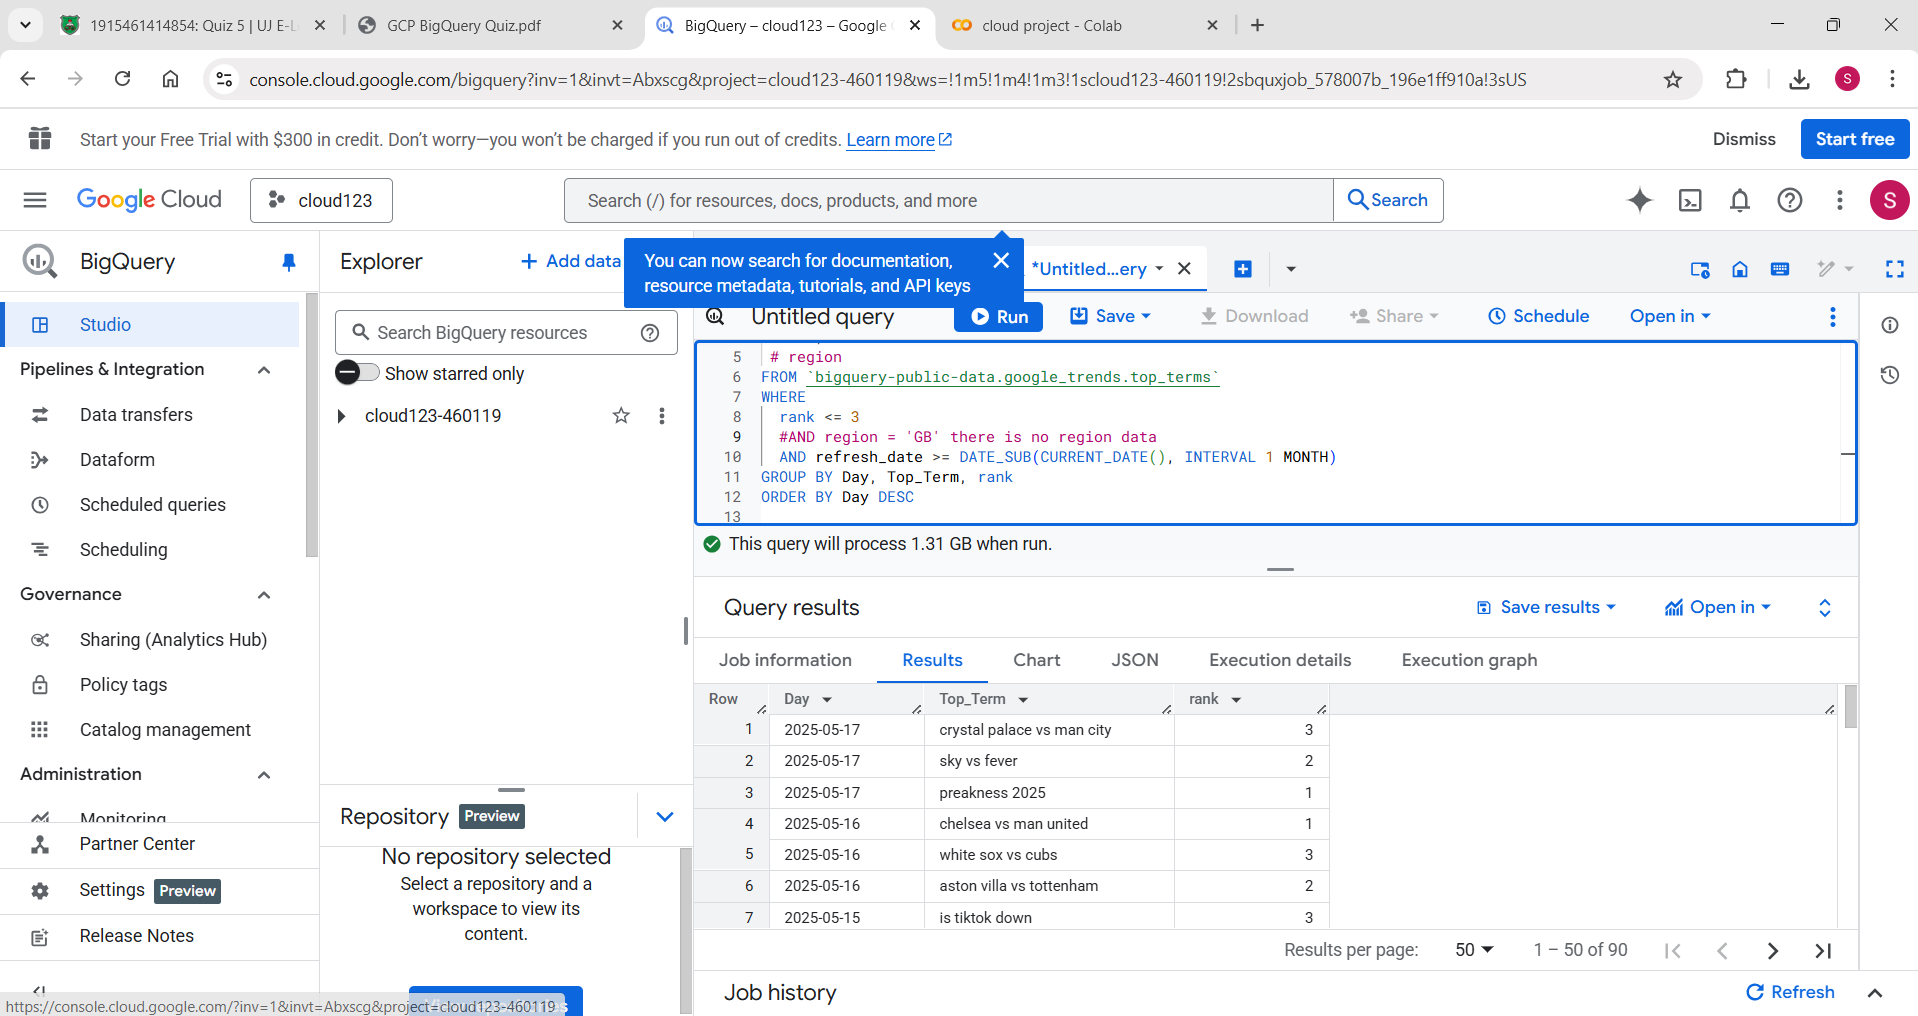 1915461414854: Quiz 5 | UJ E-L
GCP BigQuery Quiz.pdf
BigQuery – cloud123 – Google
cloud project - Colab
console.cloud.google.com/bigquery?inv=1&invt=Abxscg&project=cloud123-460119&ws=!1m5!1m4!1m3!1scloud123-460119!2sbquxjob_578007b_196e1ff910a!3sUS
S
Start your Free Trial with $300 in credit. Don’t worry—you won’t be charged if you run out of credits. Learn more
Dismiss
Start free
Google Cloud
cloud123
Search (/) for resources, docs, products, and more
Search
S
BigQuery
Studio
Pipelines & Integration
Data transfers
Dataform
Scheduled queries
Scheduling
Governance
Sharing (Analytics Hub)
Policy tags
Catalog management
Administration
Monitoring
Partner Center
Settings Preview
Release Notes
https://console.cloud.google.com/?inv=1&invt=Abxscg&project=cloud123-460119
Explorer
+ Add data
You can now search for documentation,
resource metadata, tutorials, and API keys
Search BigQuery resources
Show starred only
cloud123-460119
Repository Preview
No repository selected
Select a repository and a
workspace to view its
content.
*Untitled...ery
Untitled query
Run
Save
Download
Share
Schedule
Open in
5 # region
6 FROM `bigquery-public-data.google_trends.top_terms`
7 WHERE
8 rank <= 3
9 #AND region = 'GB' there is no region data
10 AND refresh_date >= DATE_SUB(CURRENT_DATE(), INTERVAL 1 MONTH)
11 GROUP BY Day, Top_Term, rank
12 ORDER BY Day DESC
13
This query will process 1.31 GB when run.
Query results
Save results
Open in
Job information Results Chart JSON Execution details Execution graph
Row Day Top_Term rank
1 2025-05-17 crystal palace vs man city 3
2 2025-05-17 sky vs fever 2
3 2025-05-17 preakness 2025 1
4 2025-05-16 chelsea vs man united 1
5 2025-05-16 white sox vs cubs 3
6 2025-05-16 aston villa vs tottenham 2
7 2025-05-15 is tiktok down 3
Results per page: 50 1 – 50 of 90
Job history
Refresh